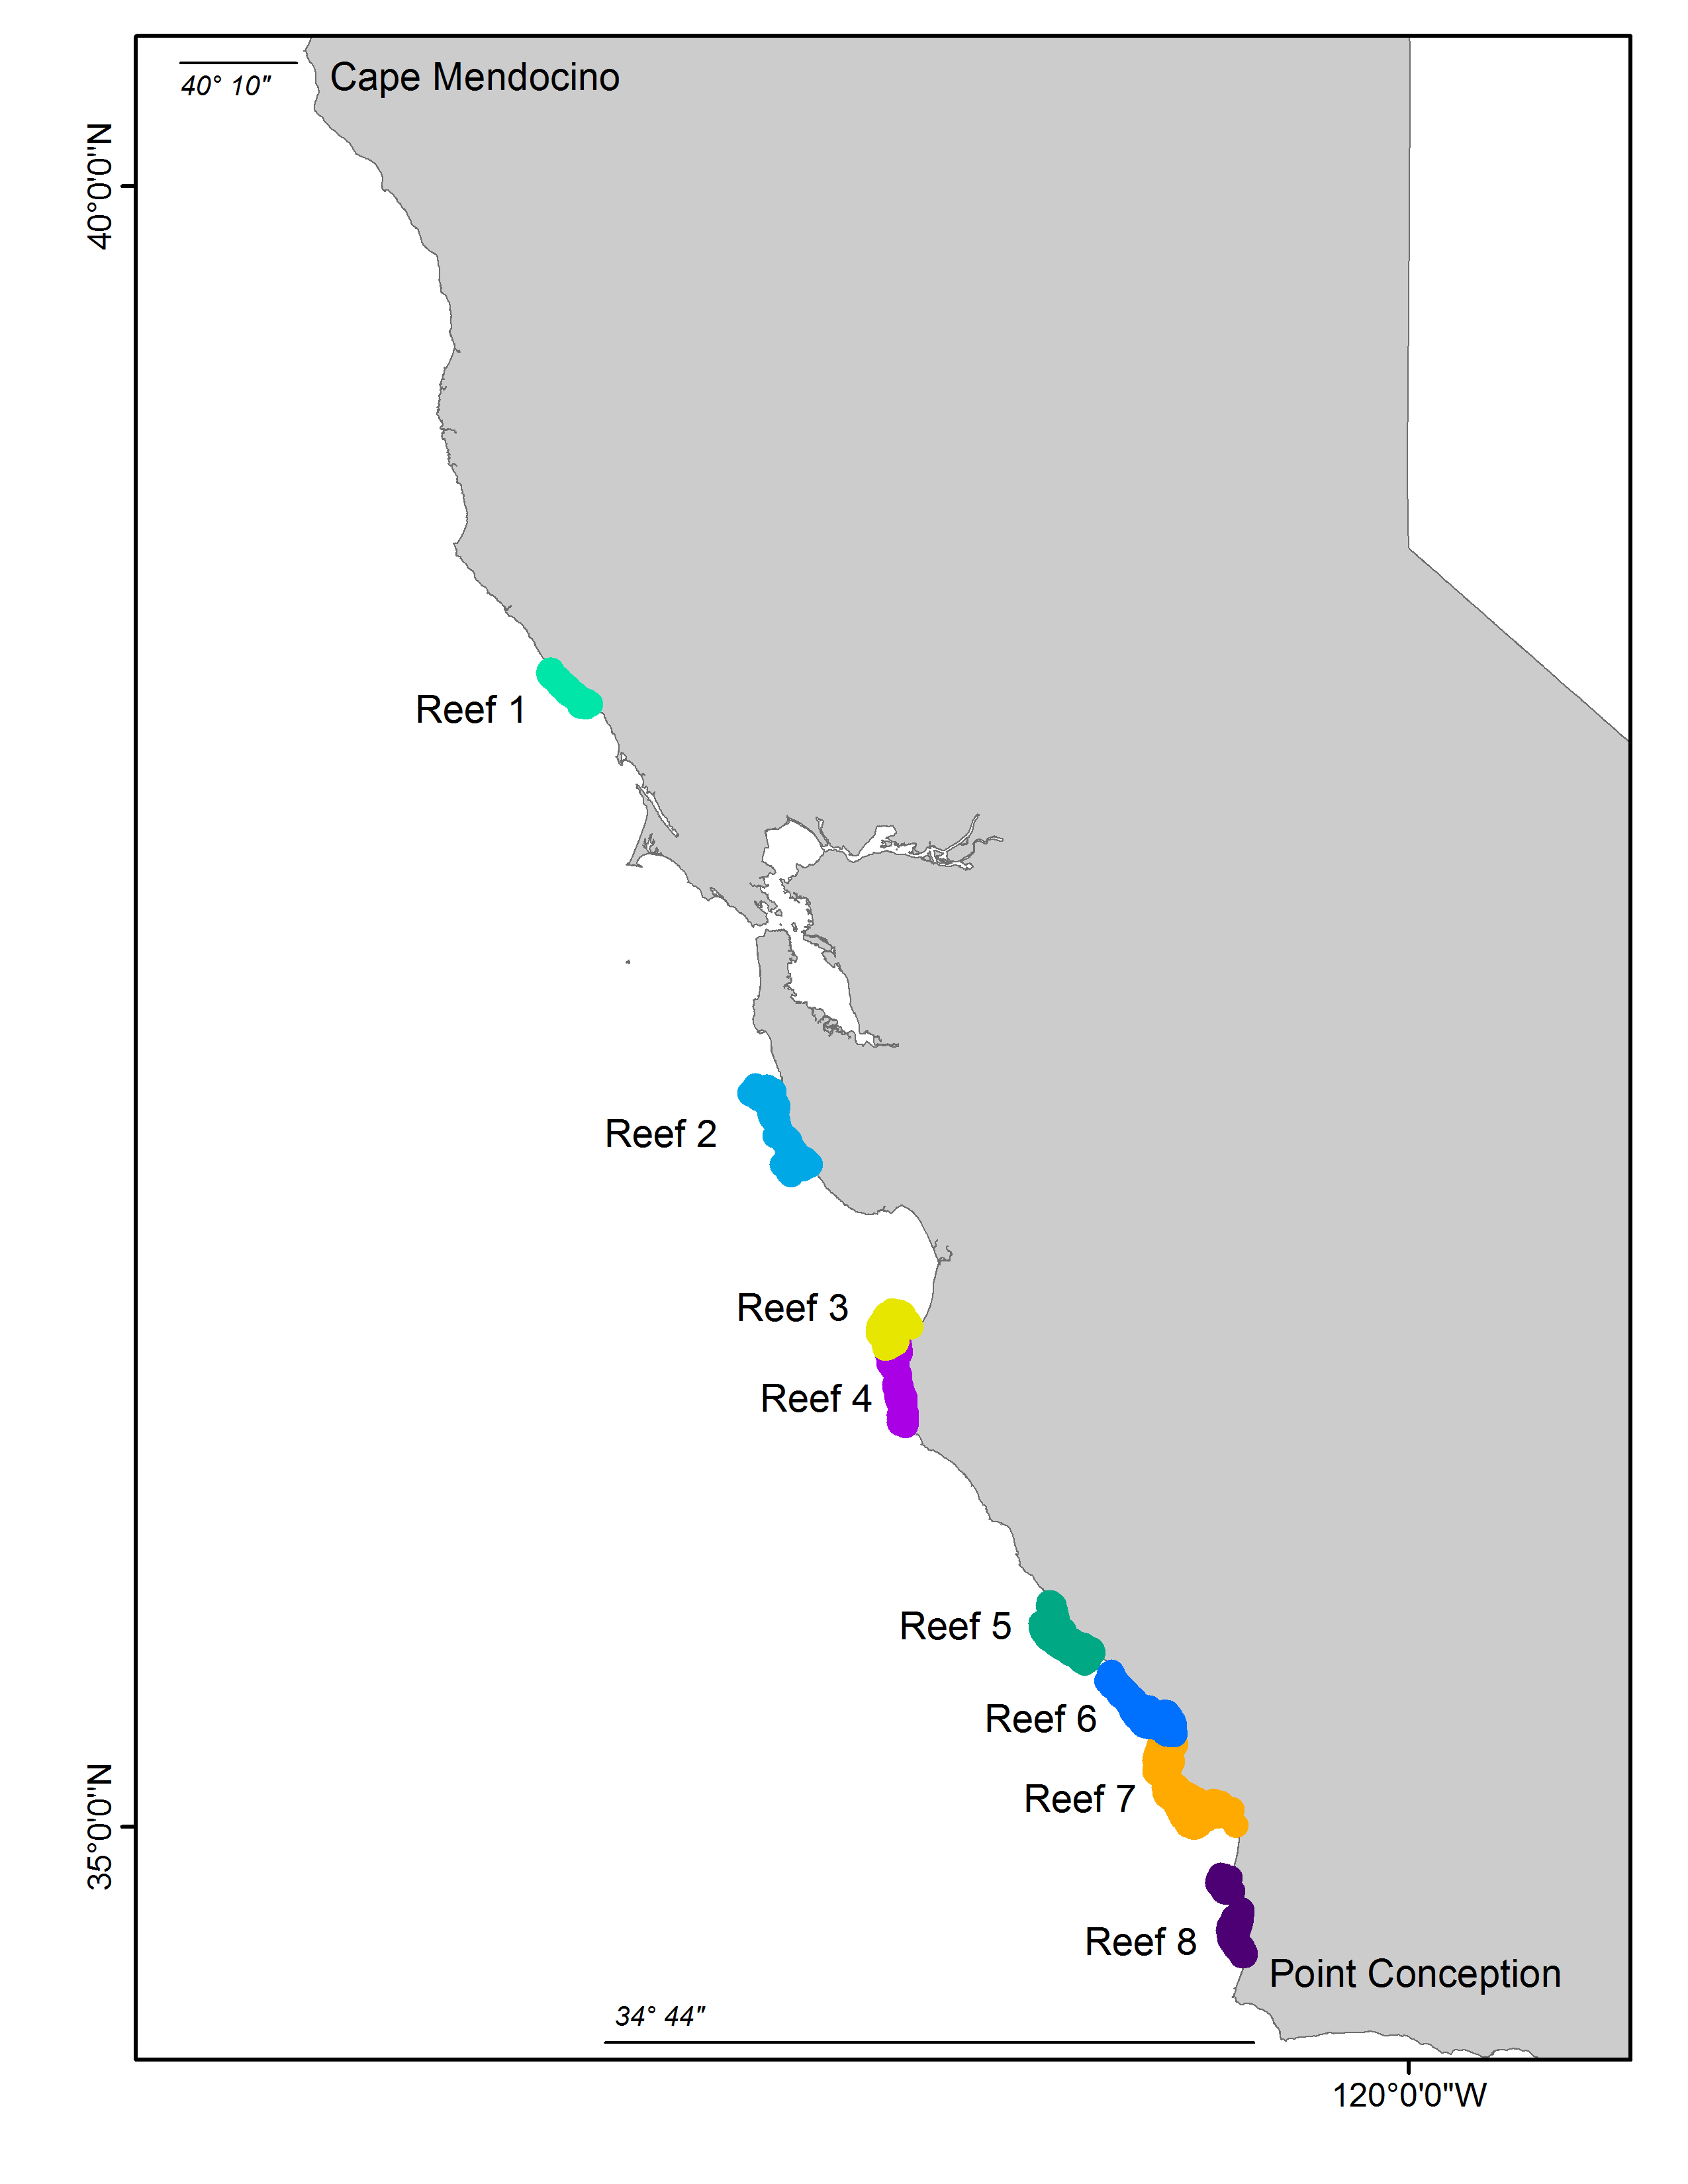 40° 10"
Cape Mendocino
40°0'0"N
Reef 1
Reef 2
Reef 3
Reef 4
Reef 5
Reef 6
Reef 7
35°0'0"N
Reef 8
Point Conception
34° 44"
120°0'0"W